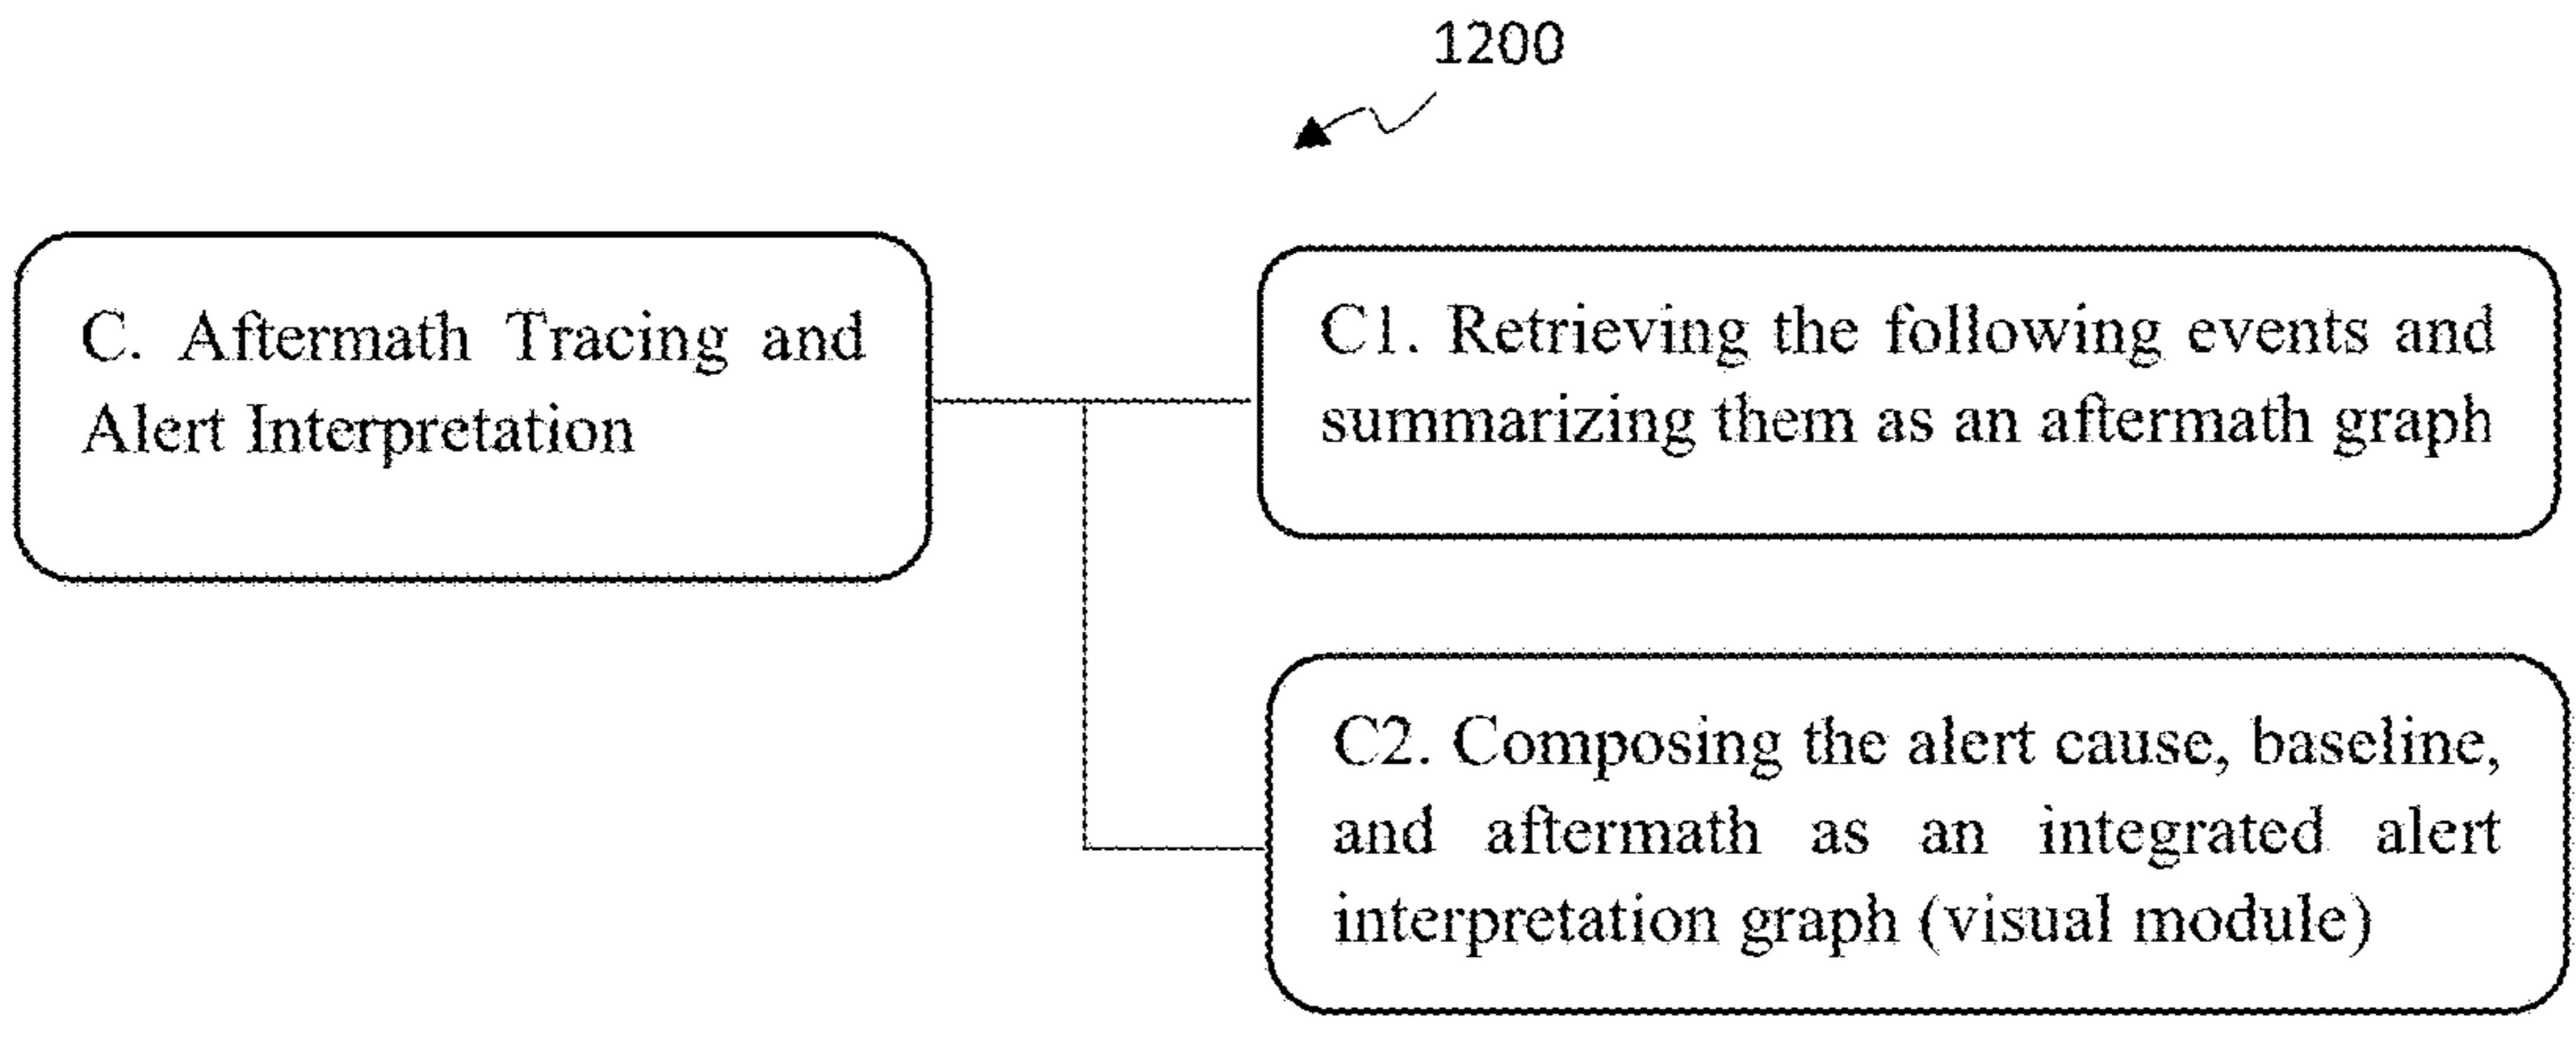 1200
C. Aftermath Tracing and
Alert Interpretation
C1. Retrieving the following events and
summarizing them as an aftermath graph
C2. Composing the alert cause, baseline,
and aftermath as an integrated alert
interpretation graph (visual module)